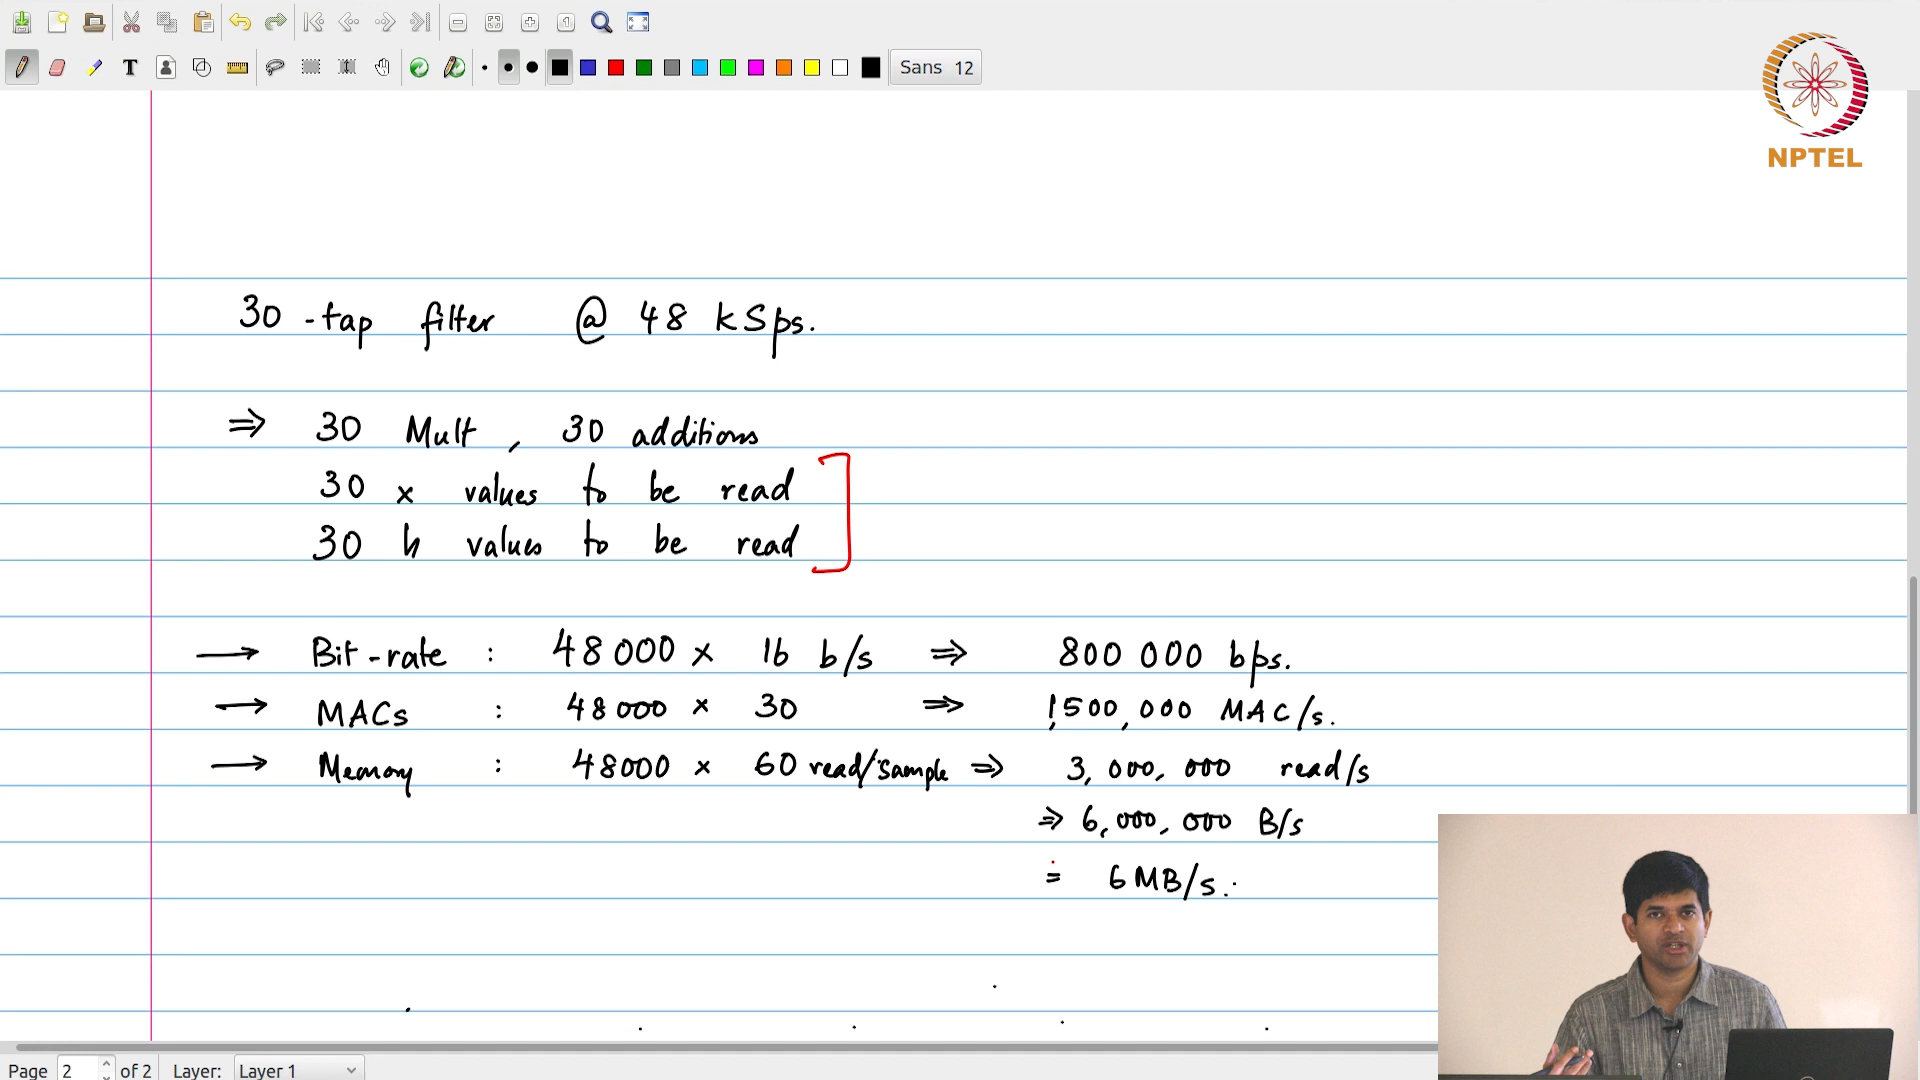 Sans 12
NPTEL
30 -tap filter @ 48 kSps.
⇒ 30 Mult , 30 additions
30 x values to be read
30 h values to be read
→ Bit-rate : 48000 × 16 b/s ⇒ 800 000 bps.
→ MACs : 48000 × 30 ⇒ 1,500,000 MAC/s.
→ Memory : 48000 × 60 read/sample ⇒ 3,000,000 read/s
⇒ 6,000,000 B/s
= 6MB/s.
Page 2 of 2 Layer: Layer 1